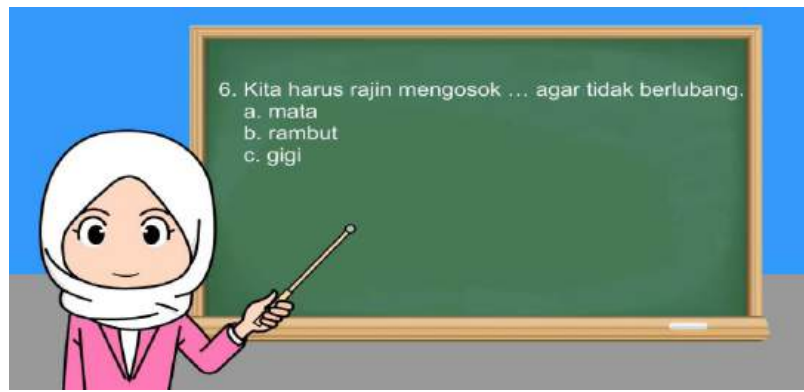 6. Kita harus rajin mengosok ... agar tidak berlubang.
a. mata
b. rambut
c. gigi